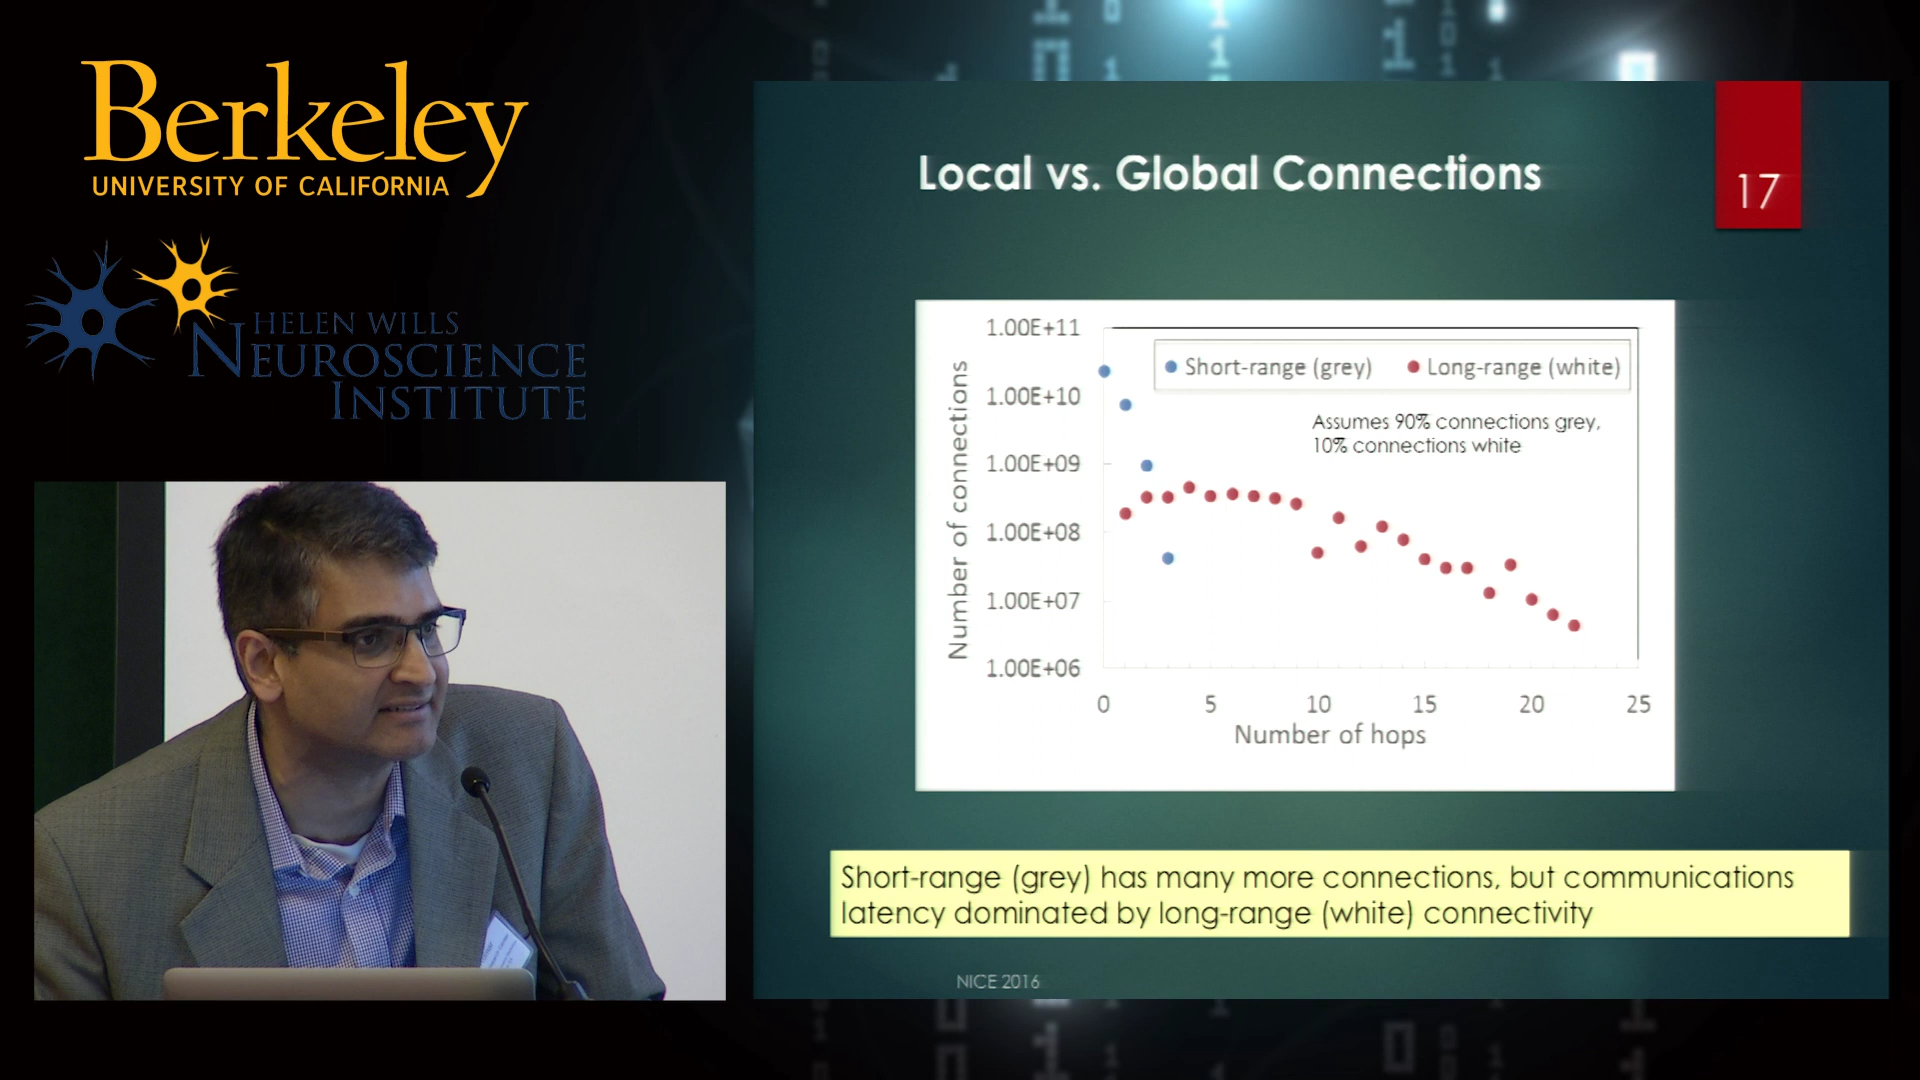 Berkeley
UNIVERSITY OF CALIFORNIA
HELEN WILLS
NEUROSCIENCE
INSTITUTE
Local vs. Global Connections
17
1.00E+11
1.00E+10
1.00E+09
1.00E+08
1.00E+07
1.00E+06
Number of connections
Short-range (grey)
Long-range (white)
Assumes 90% connections grey,
10% connections white
0 5 10 15 20 25
Number of hops
Short-range (grey) has many more connections, but communications
latency dominated by long-range (white) connectivity
NICE 2016